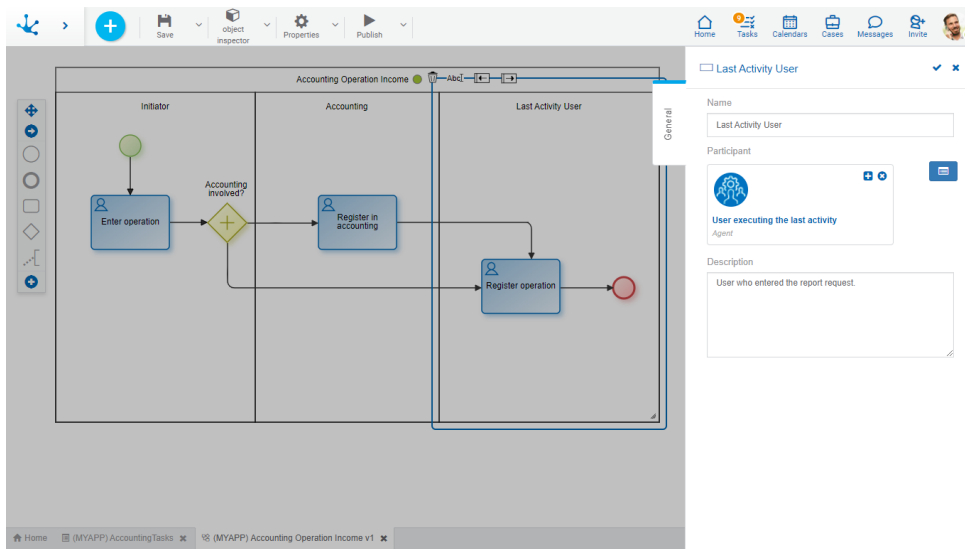 Save
object
inspector
Properties
Publish
Home
9
Tasks
Calendars
Cases
Messages
Invite
Accounting Operation Income
Abc
Initiator
Accounting
Last Activity User
Accounting
involved?
Enter operation
Register in
accounting
Register operation
General
Last Activity User
Name
Last Activity User
Participant
User executing the last activity
Agent
Description
User who entered the report request.
Home
(MYAPP) AccountingTasks
(MYAPP) Accounting Operation Income v1